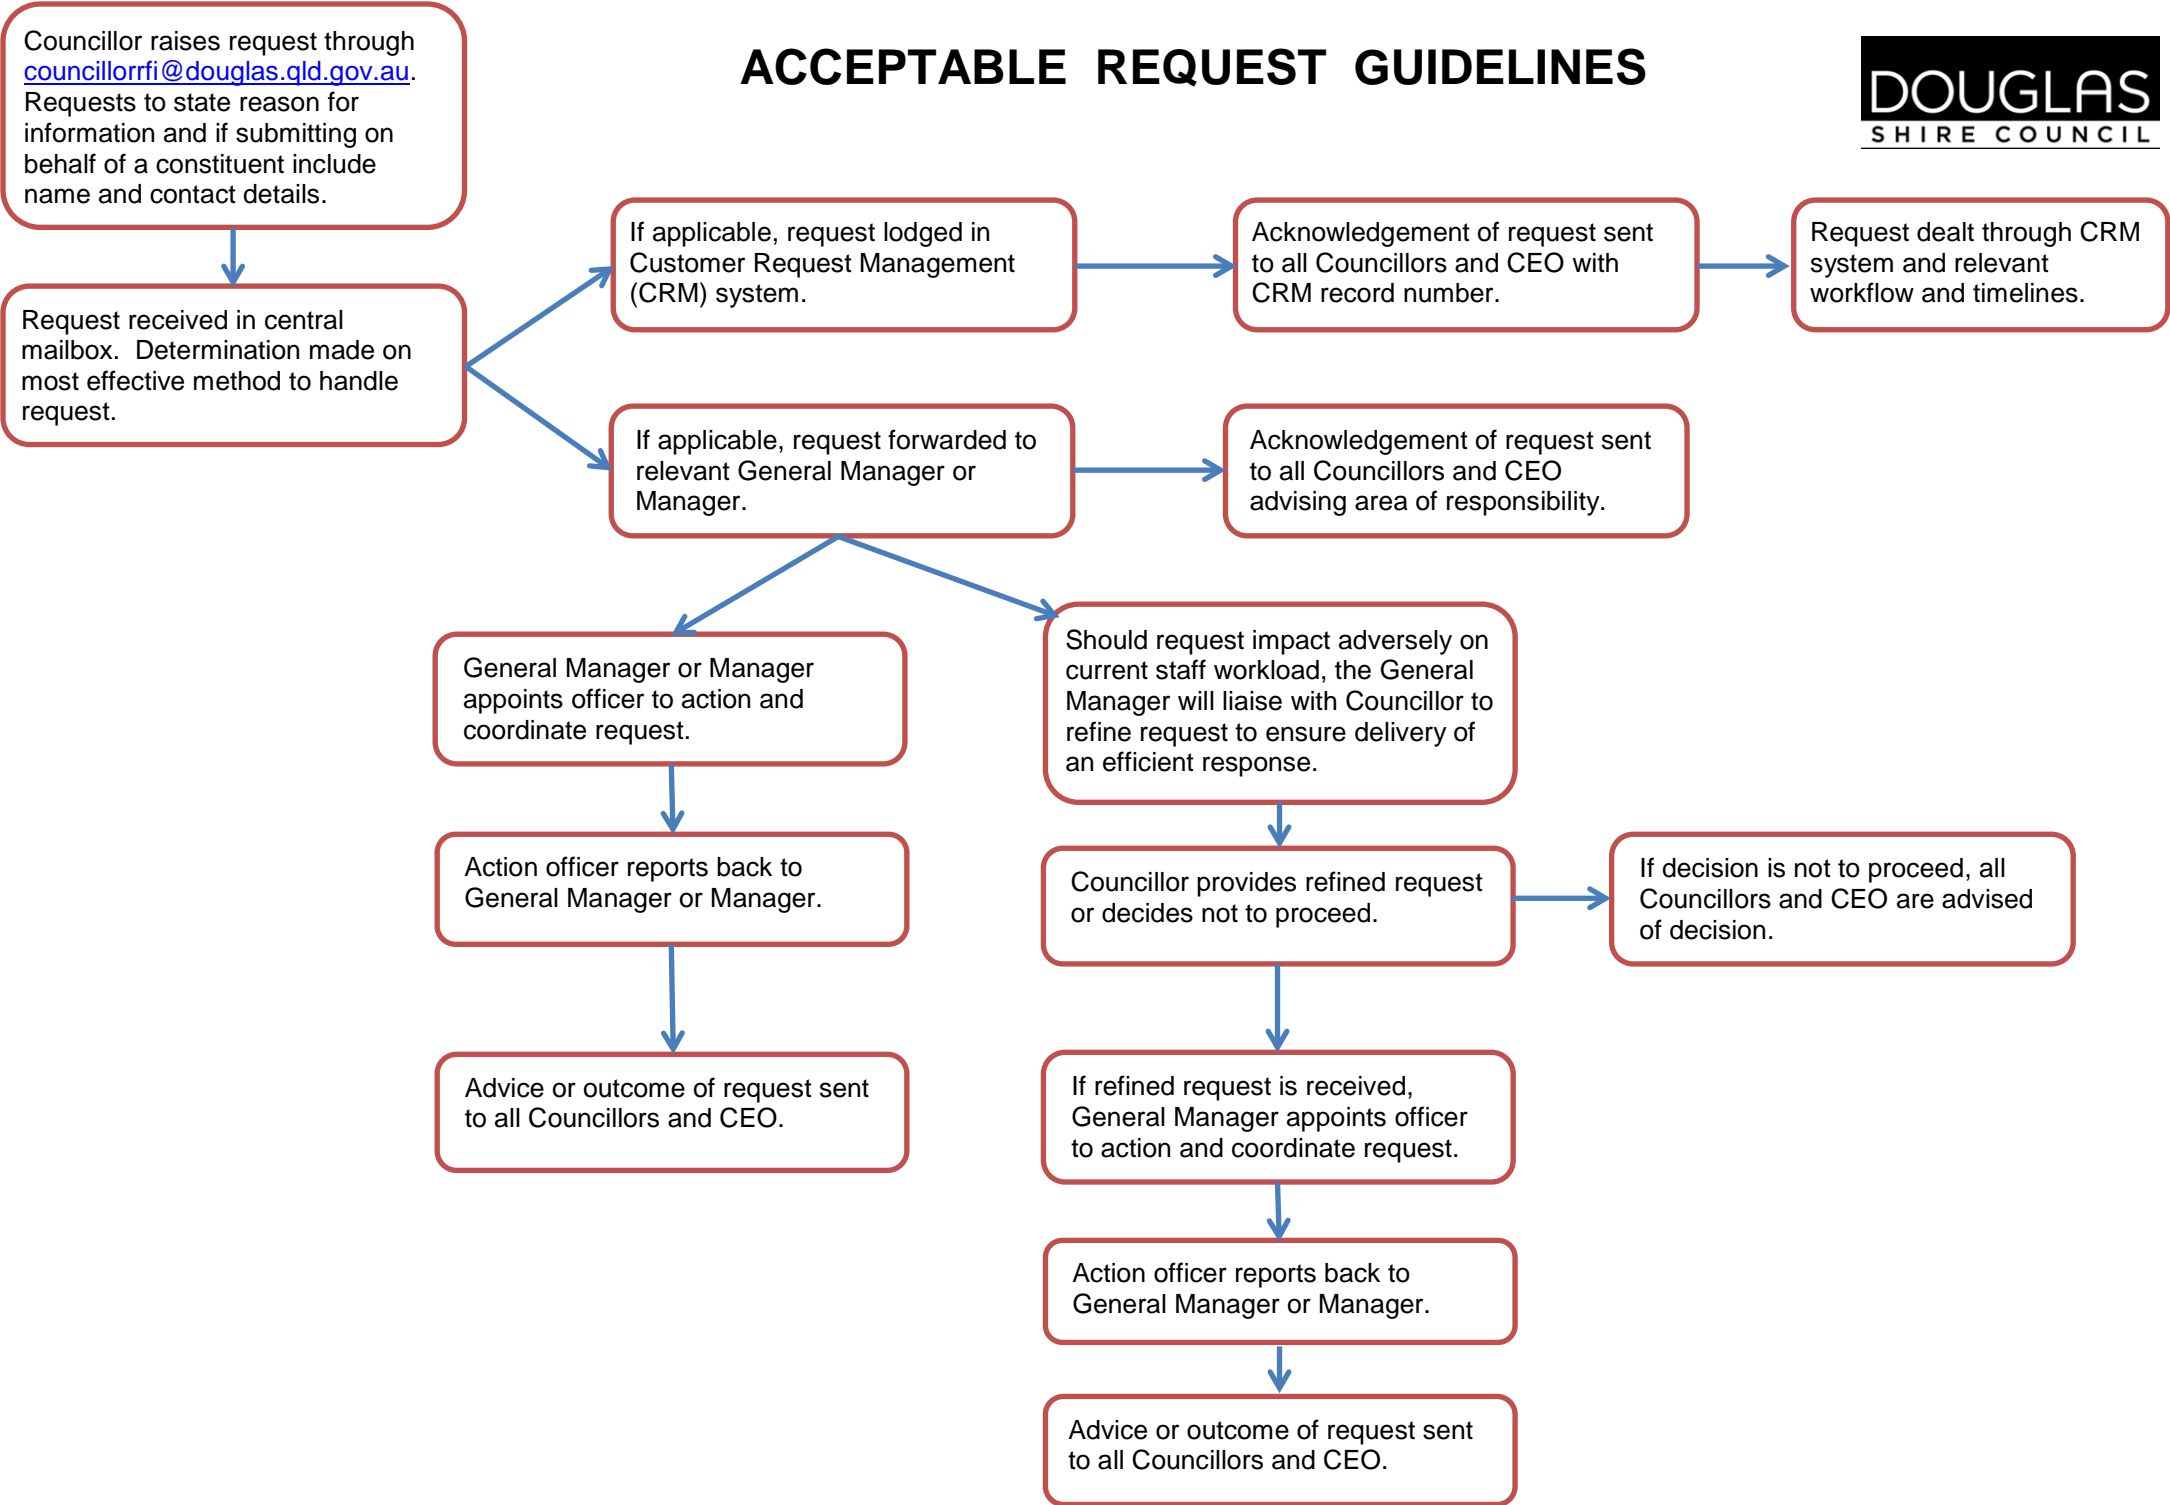 Councillor raises request through
councillorrfi@douglas.qld.gov.au.
Requests to state reason for
information and if submitting on
behalf of a constituent include
name and contact details.
ACCEPTABLE REQUEST GUIDELINES
DOUGLAS
SHIRE COUNCIL
Request received in central
mailbox. Determination made on
most effective method to handle
request.
If applicable, request lodged in
Customer Request Management
(CRM) system.
Acknowledgement of request sent
to all Councillors and CEO with
CRM record number.
Request dealt through CRM
system and relevant
workflow and timelines.
If applicable, request forwarded to
relevant General Manager or
Manager.
Acknowledgement of request sent
to all Councillors and CEO
advising area of responsibility.
General Manager or Manager
appoints officer to action and
coordinate request.
Action officer reports back to
General Manager or Manager.
Advice or outcome of request sent
to all Councillors and CEO.
Should request impact adversely on
current staff workload, the General
Manager will liaise with Councillor to
refine request to ensure delivery of
an efficient response.
Councillor provides refined request
or decides not to proceed.
If decision is not to proceed, all
Councillors and CEO are advised
of decision.
If refined request is received,
General Manager appoints officer
to action and coordinate request.
Action officer reports back to
General Manager or Manager.
Advice or outcome of request sent
to all Councillors and CEO.